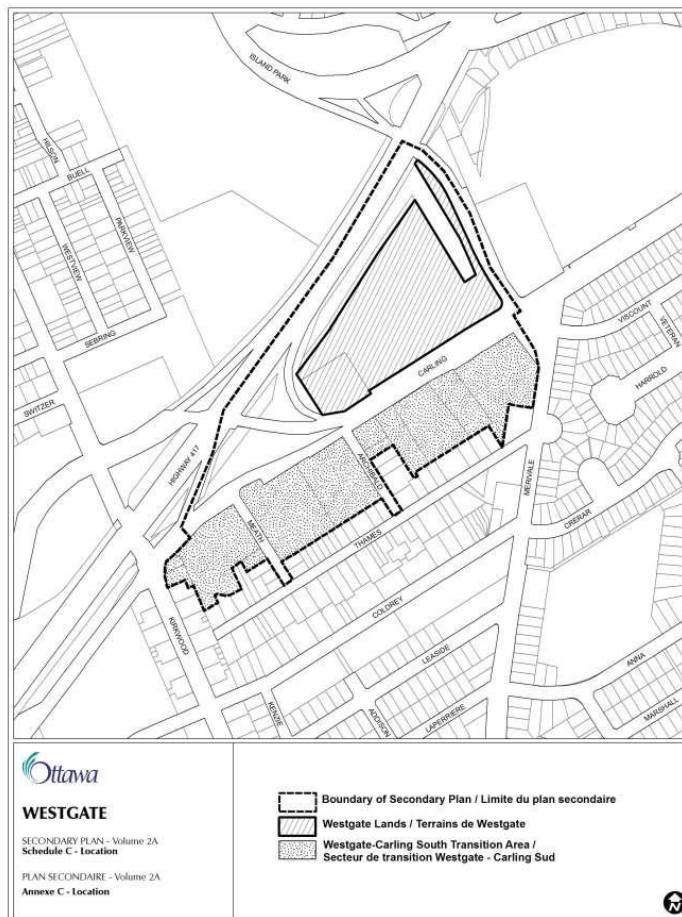 ISLAND PARK
HILSON
BUELL
PARKVIEW
WESTVIEW
SEBRING
SWITZER
VISCOUNT
VETERAN
HARROLD
CARLING
HIGHWAY 417
ARCHIBALD
MERIVALE
CRERAR
MEATH
THAMES
COLDREY
KIRKWOOD
LEASIDE
ANNA
KENZIE
ADDISON
LAPERRIERE
MARSHALL
Ottawa
WESTGATE
SECONDARY PLAN - Volume 2A
Schedule C - Location
PLAN SECONDAIRE - Volume 2A
Annexe C - Location
Boundary of Secondary Plan / Limite du plan secondaire
Westgate Lands / Terrains de Westgate
Westgate-Carling South Transition Area /
Secteur de transition Westgate - Carling Sud
N